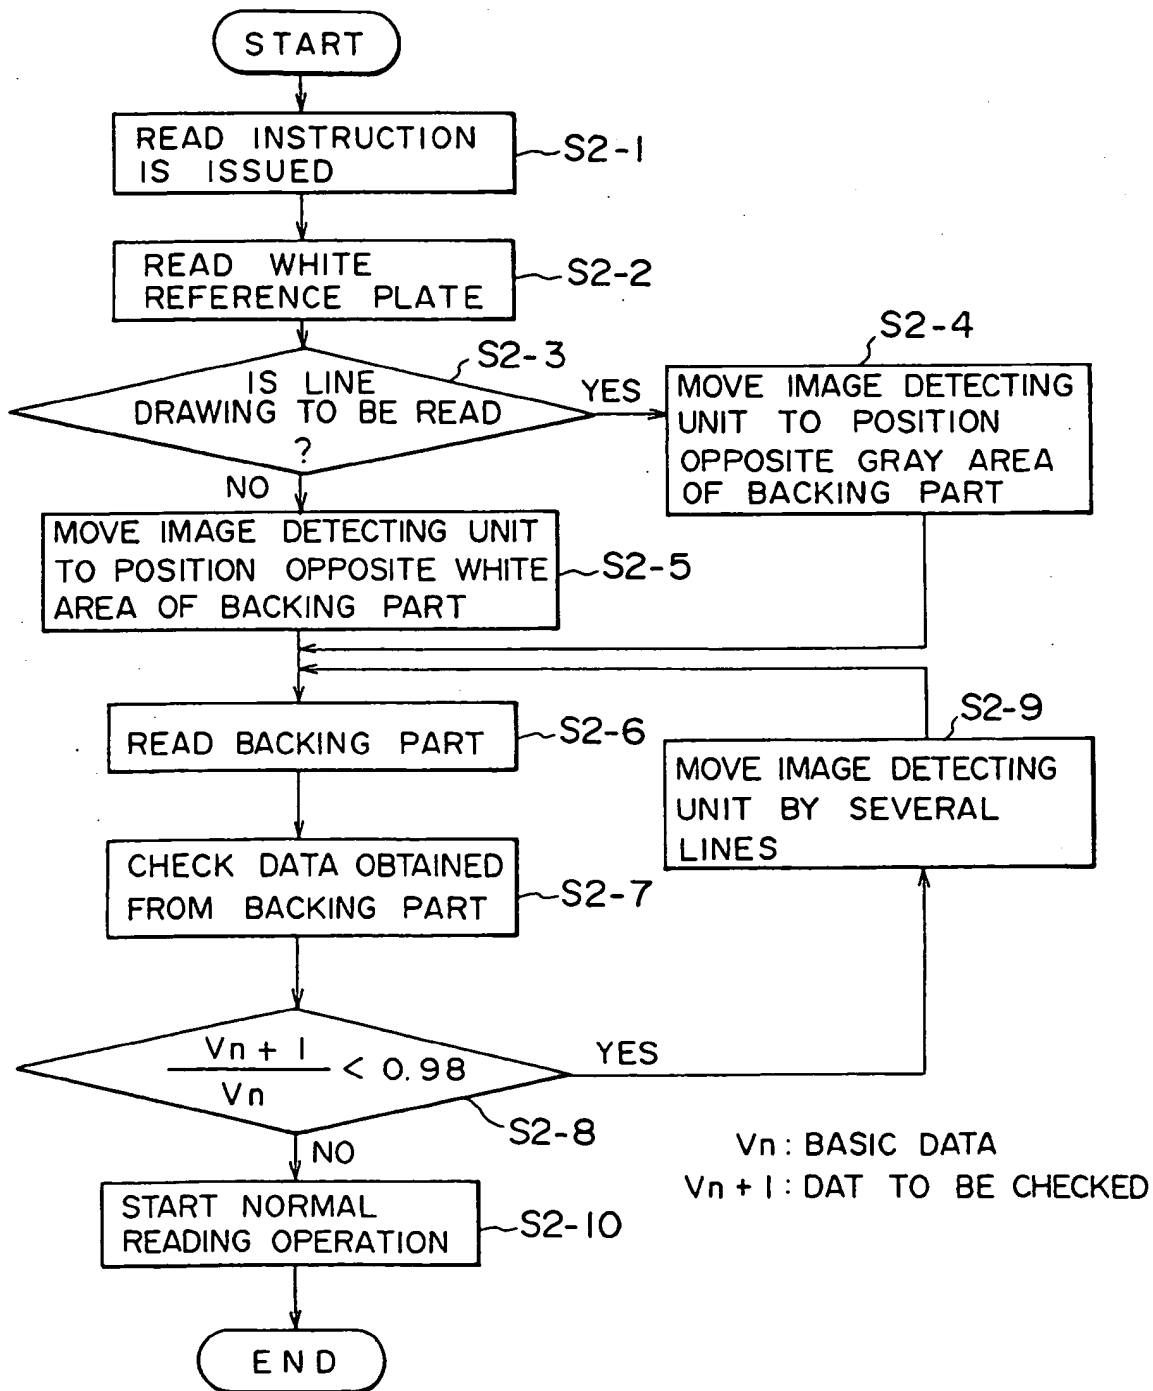 START
READ INSTRUCTION
IS ISSUED
S2-1
READ WHITE
REFERENCE PLATE
S2-2
S2-3
IS LINE
DRAWING TO BE READ
?
YES
NO
S2-4
MOVE IMAGE DETECTING
UNIT TO POSITION
OPPOSITE GRAY AREA
OF BACKING PART
MOVE IMAGE DETECTING UNIT
TO POSITION OPPOSITE WHITE
AREA OF BACKING PART
S2-5
READ BACKING PART
S2-6
S2-9
MOVE IMAGE DETECTING
UNIT BY SEVERAL
LINES
CHECK DATA OBTAINED
FROM BACKING PART
S2-7
Vn + 1
Vn
< 0.98
YES
S2-8
NO
Vn : BASIC DATA
Vn + 1 : DAT TO BE CHECKED
START NORMAL
READING OPERATION
S2-10
END